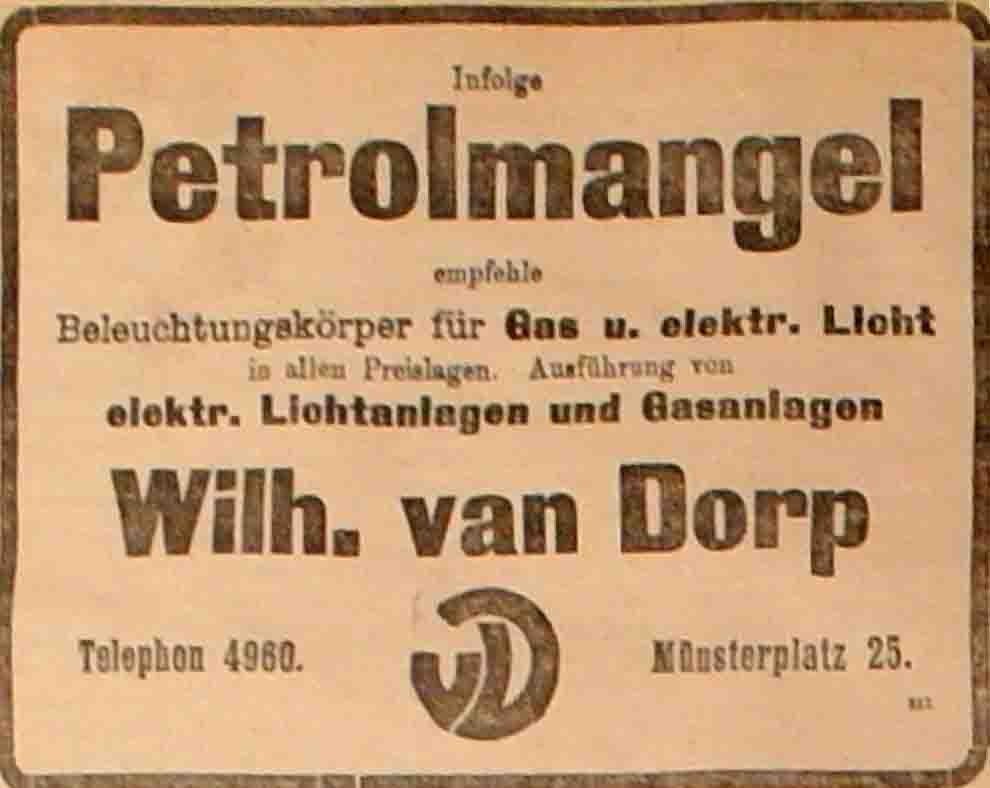 Infolge
Petrolmangel
empfehle
Beleuchtungskörper für Gas u. elektr. Licht
in allen Preislagen. Ausführung von
elektr. Lichtanlagen und Gasanlagen
Wilh. van Dorp
vD
Telephon 4960. Münsterplatz 25.